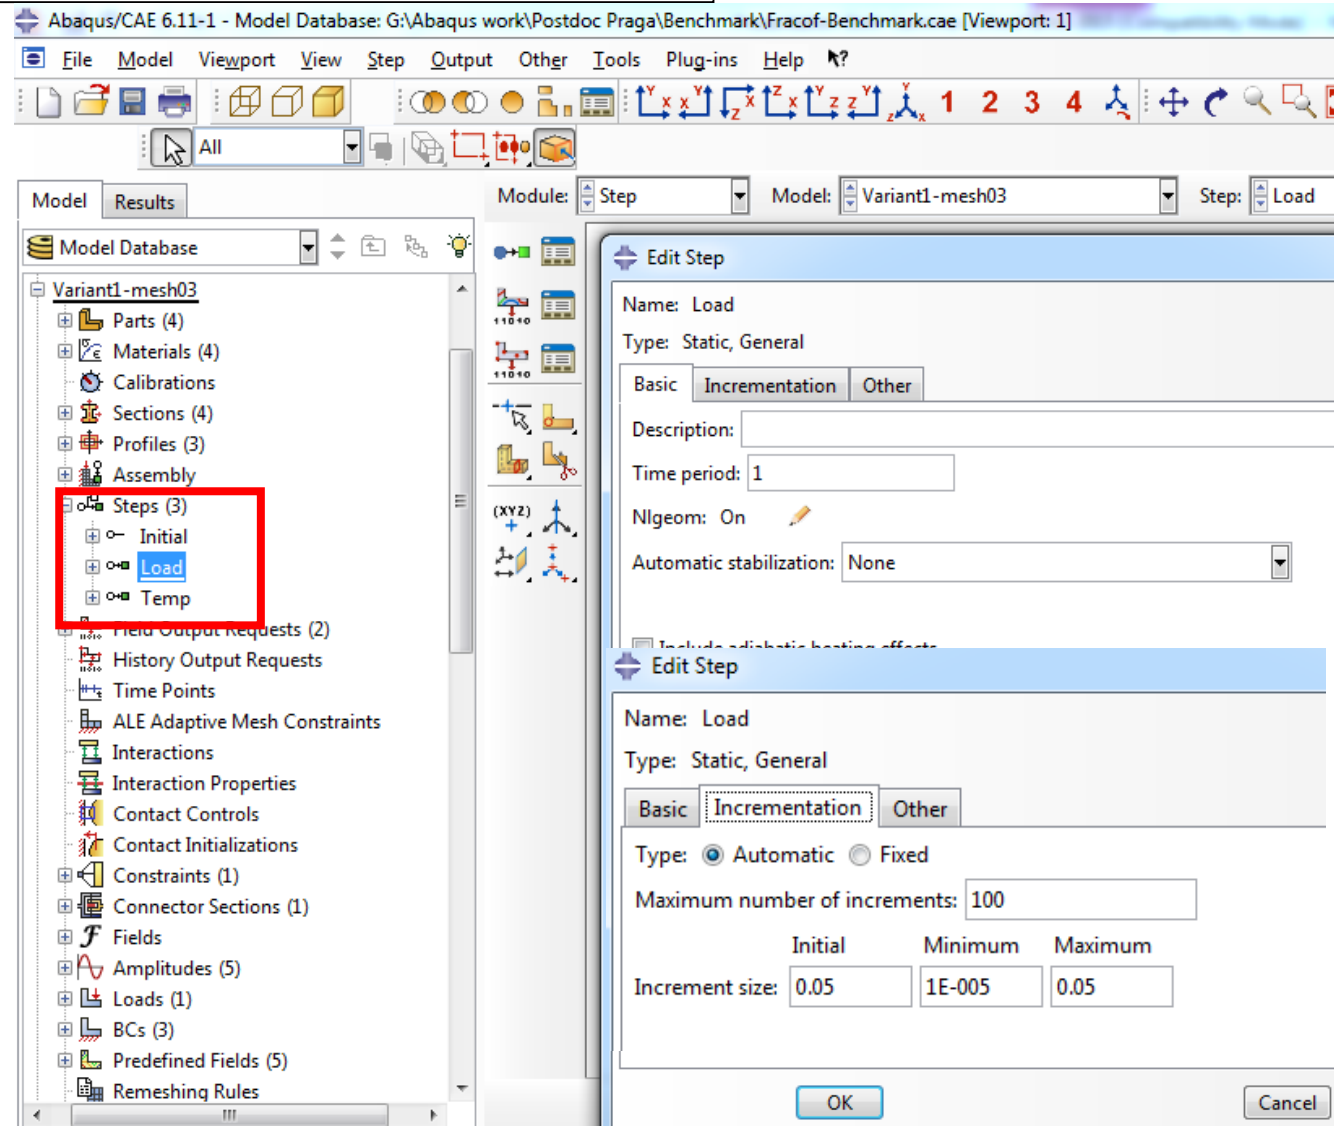 Abaqus/CAE 6.11-1 - Model Database: G:\Abaqus work\Postdoc Praga\Benchmark\Fracof-Benchmark.cae [Viewport: 1]
File Model Viewport View Step Output Other Tools Plug-ins Help ?
1 2 3 4
All
Model Results
Module: Step Model: Variant1-mesh03 Step: Load
Model Database
Variant1-mesh03
Parts (4)
Materials (4)
Calibrations
Sections (4)
Profiles (3)
Assembly
Steps (3)
Initial
Load
Temp
Field Output Requests (2)
History Output Requests
Time Points
ALE Adaptive Mesh Constraints
Interactions
Interaction Properties
Contact Controls
Contact Initializations
Constraints (1)
Connector Sections (1)
Fields
Amplitudes (5)
Loads (1)
BCs (3)
Predefined Fields (5)
Remeshing Rules
(XYZ)
Edit Step
Name: Load
Type: Static, General
Basic Incrementation Other
Description:
Time period: 1
Nlgeom: On
Automatic stabilization: None
Include adiabatic heating effects
Edit Step
Name: Load
Type: Static, General
Basic Incrementation Other
Type: Automatic Fixed
Maximum number of increments: 100
Initial Minimum Maximum
Increment size: 0.05 1E-005 0.05
OK Cancel